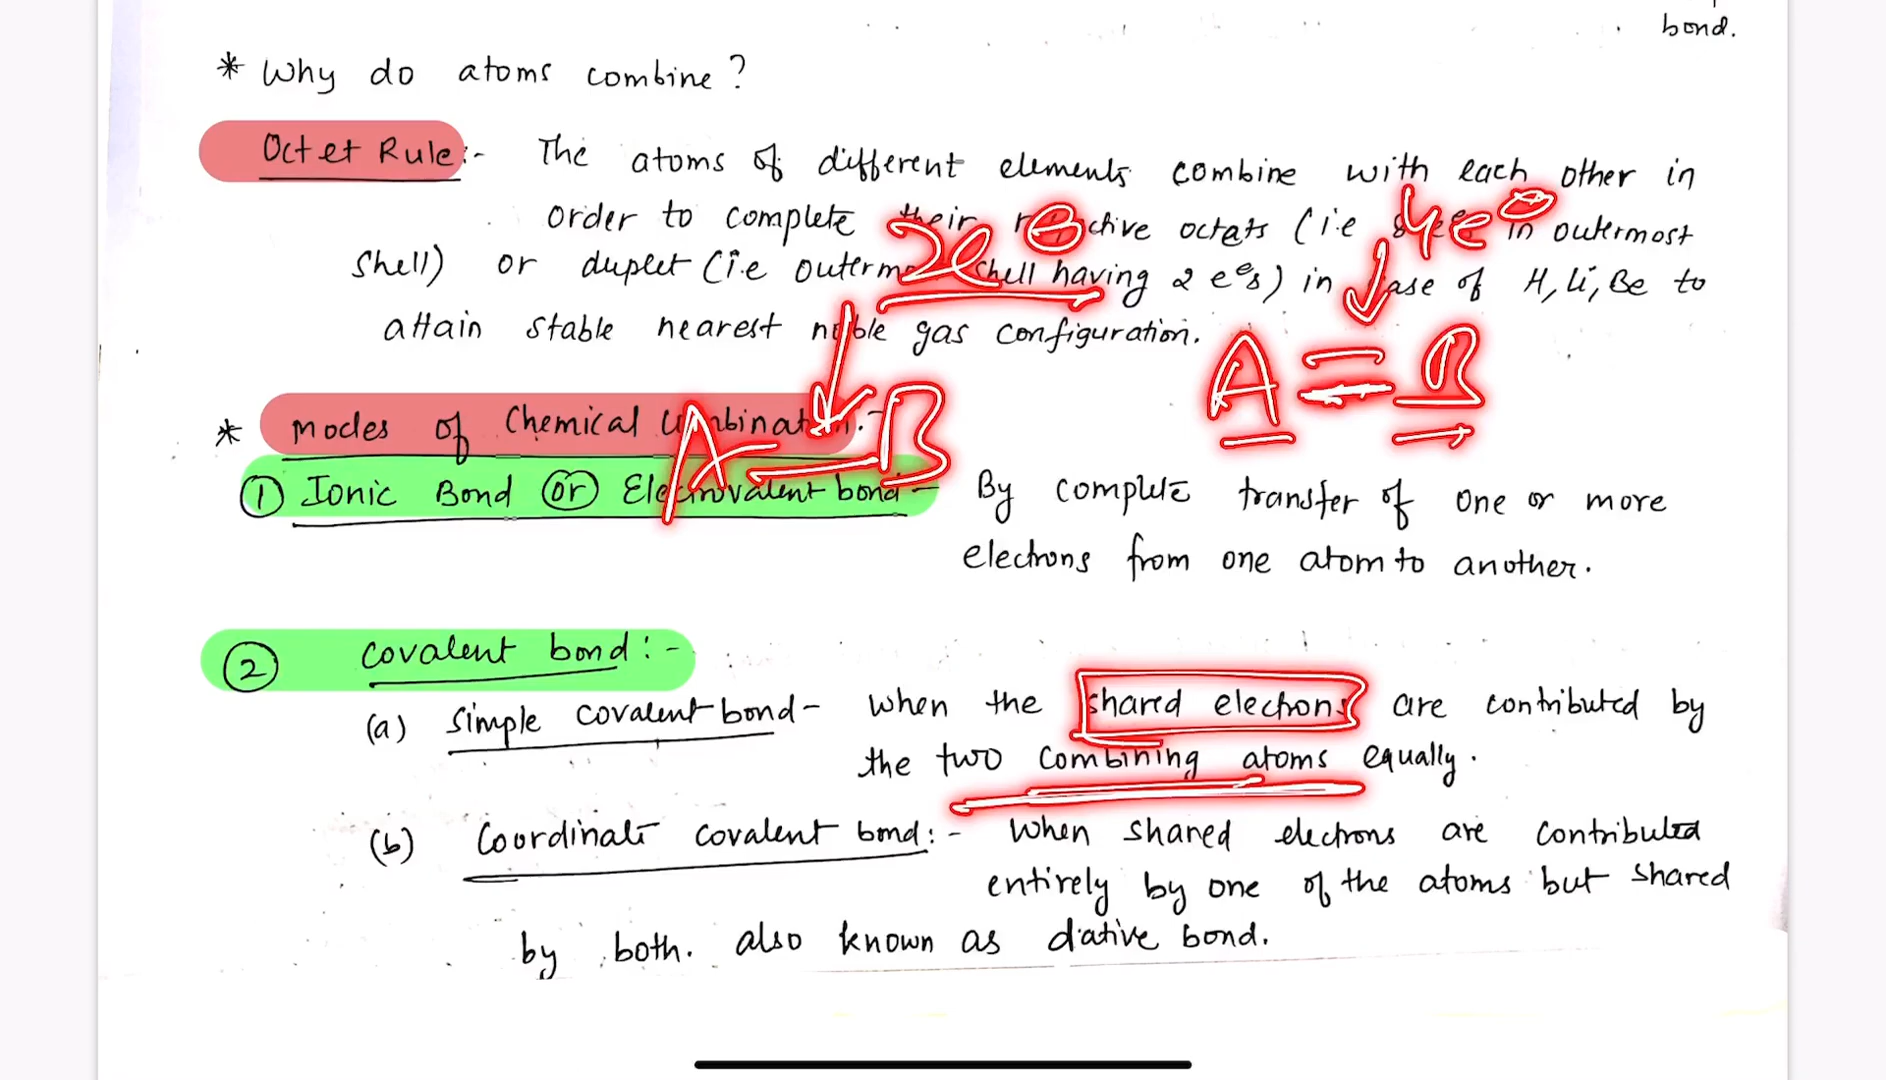 bond.
* Why do atoms combine?
Octet Rule:- The atoms of different elements combine with each other in
order to complete their respective octets (i.e in outermost
shell) or duplet (i.e outermost shell having 2 e⊖s) in case of H, Li, Be to
attain stable nearest noble gas configuration.
2e⊖
4e⊖
A = B
A - B
* Modes of Chemical Combination:-
① Ionic Bond (or) Electrovalent bond - By complete transfer of one or more
electrons from one atom to another.
② Covalent bond:-
(a) Simple covalent bond - When the shared electrons are contributed by
the two combining atoms equally.
(b) Coordinate covalent bond:- When shared electrons are contributed
entirely by one of the atoms but shared
by both. also known as dative bond.